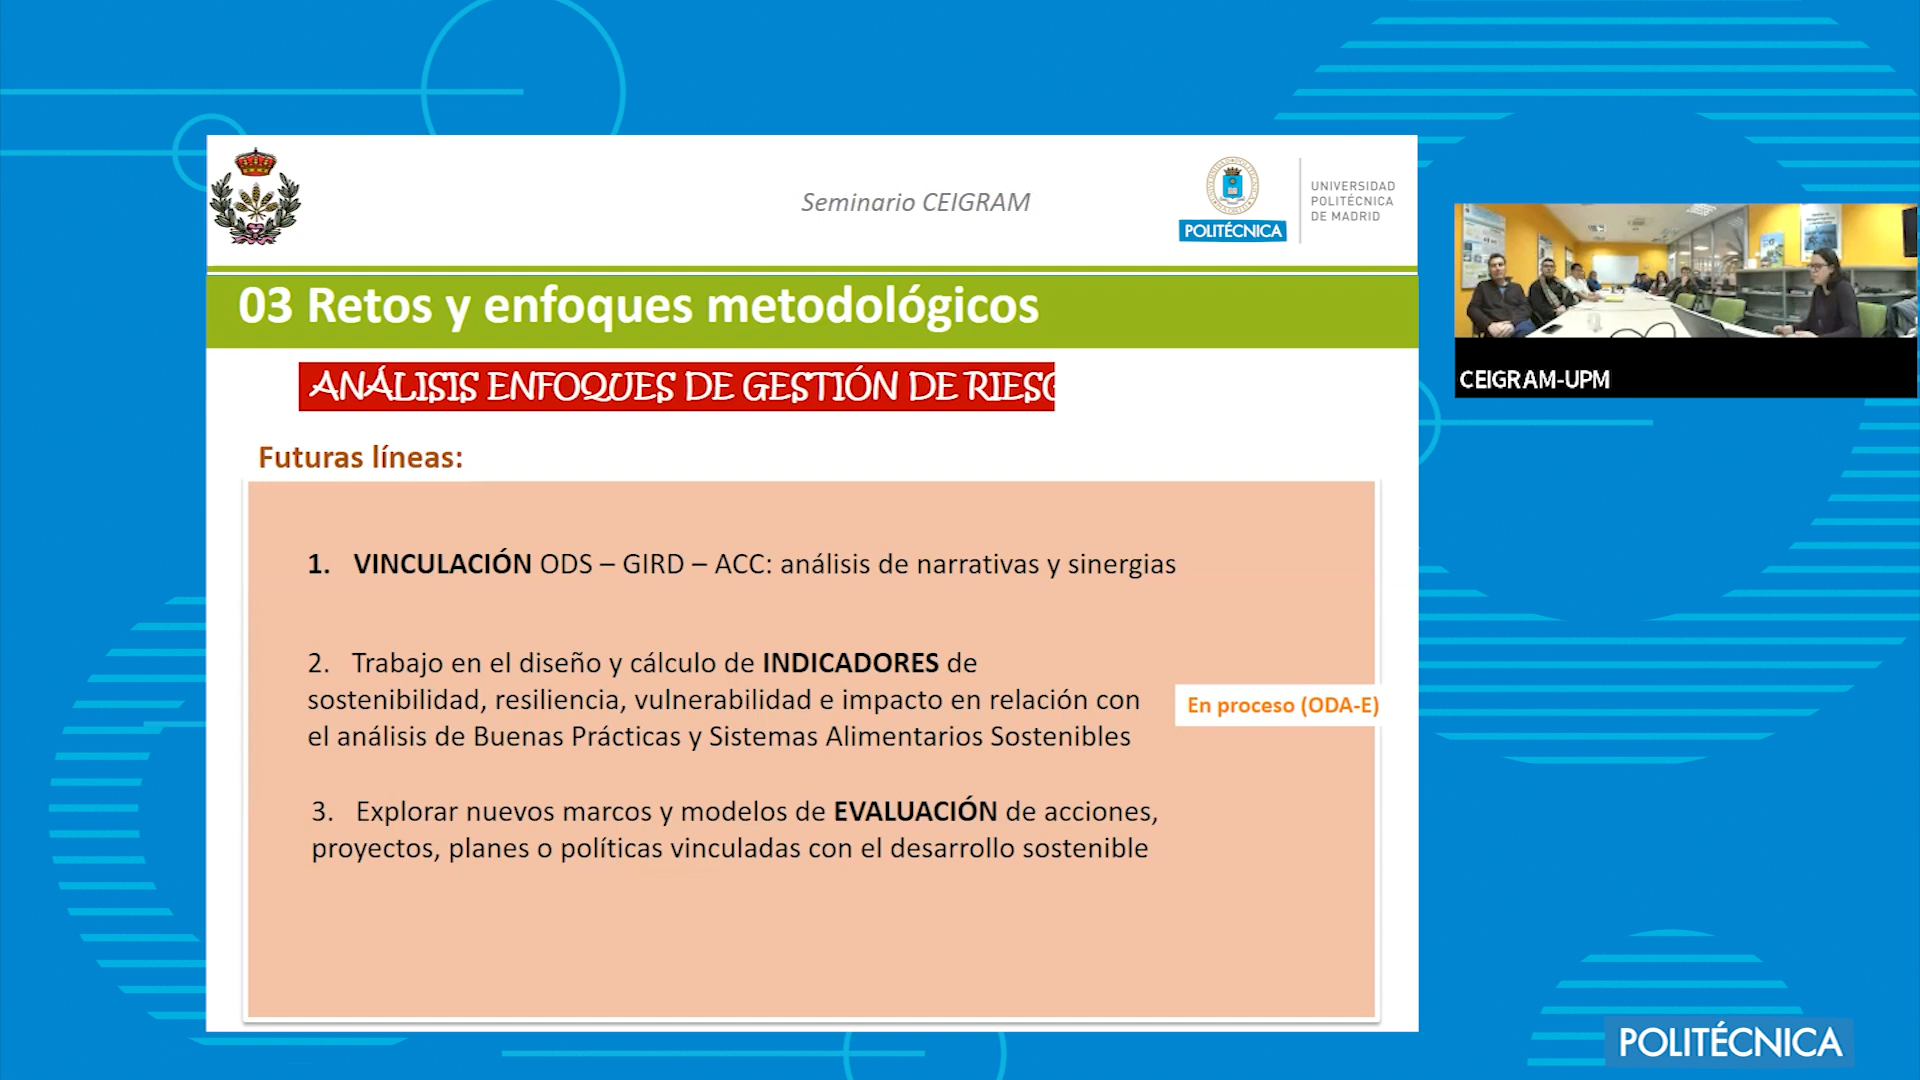 Seminario CEIGRAM
POLITÉCNICA
UNIVERSIDAD
POLITÉCNICA
DE MADRID
03 Retos y enfoques metodológicos
ANÁLISIS ENFOQUES DE GESTIÓN DE RIESG
Futuras líneas:
1. VINCULACIÓN ODS – GIRD – ACC: análisis de narrativas y sinergias
2. Trabajo en el diseño y cálculo de INDICADORES de
sostenibilidad, resiliencia, vulnerabilidad e impacto en relación con
el análisis de Buenas Prácticas y Sistemas Alimentarios Sostenibles
En proceso (ODA-E)
3. Explorar nuevos marcos y modelos de EVALUACIÓN de acciones,
proyectos, planes o políticas vinculadas con el desarrollo sostenible
CEIGRAM-UPM
POLITÉCNICA